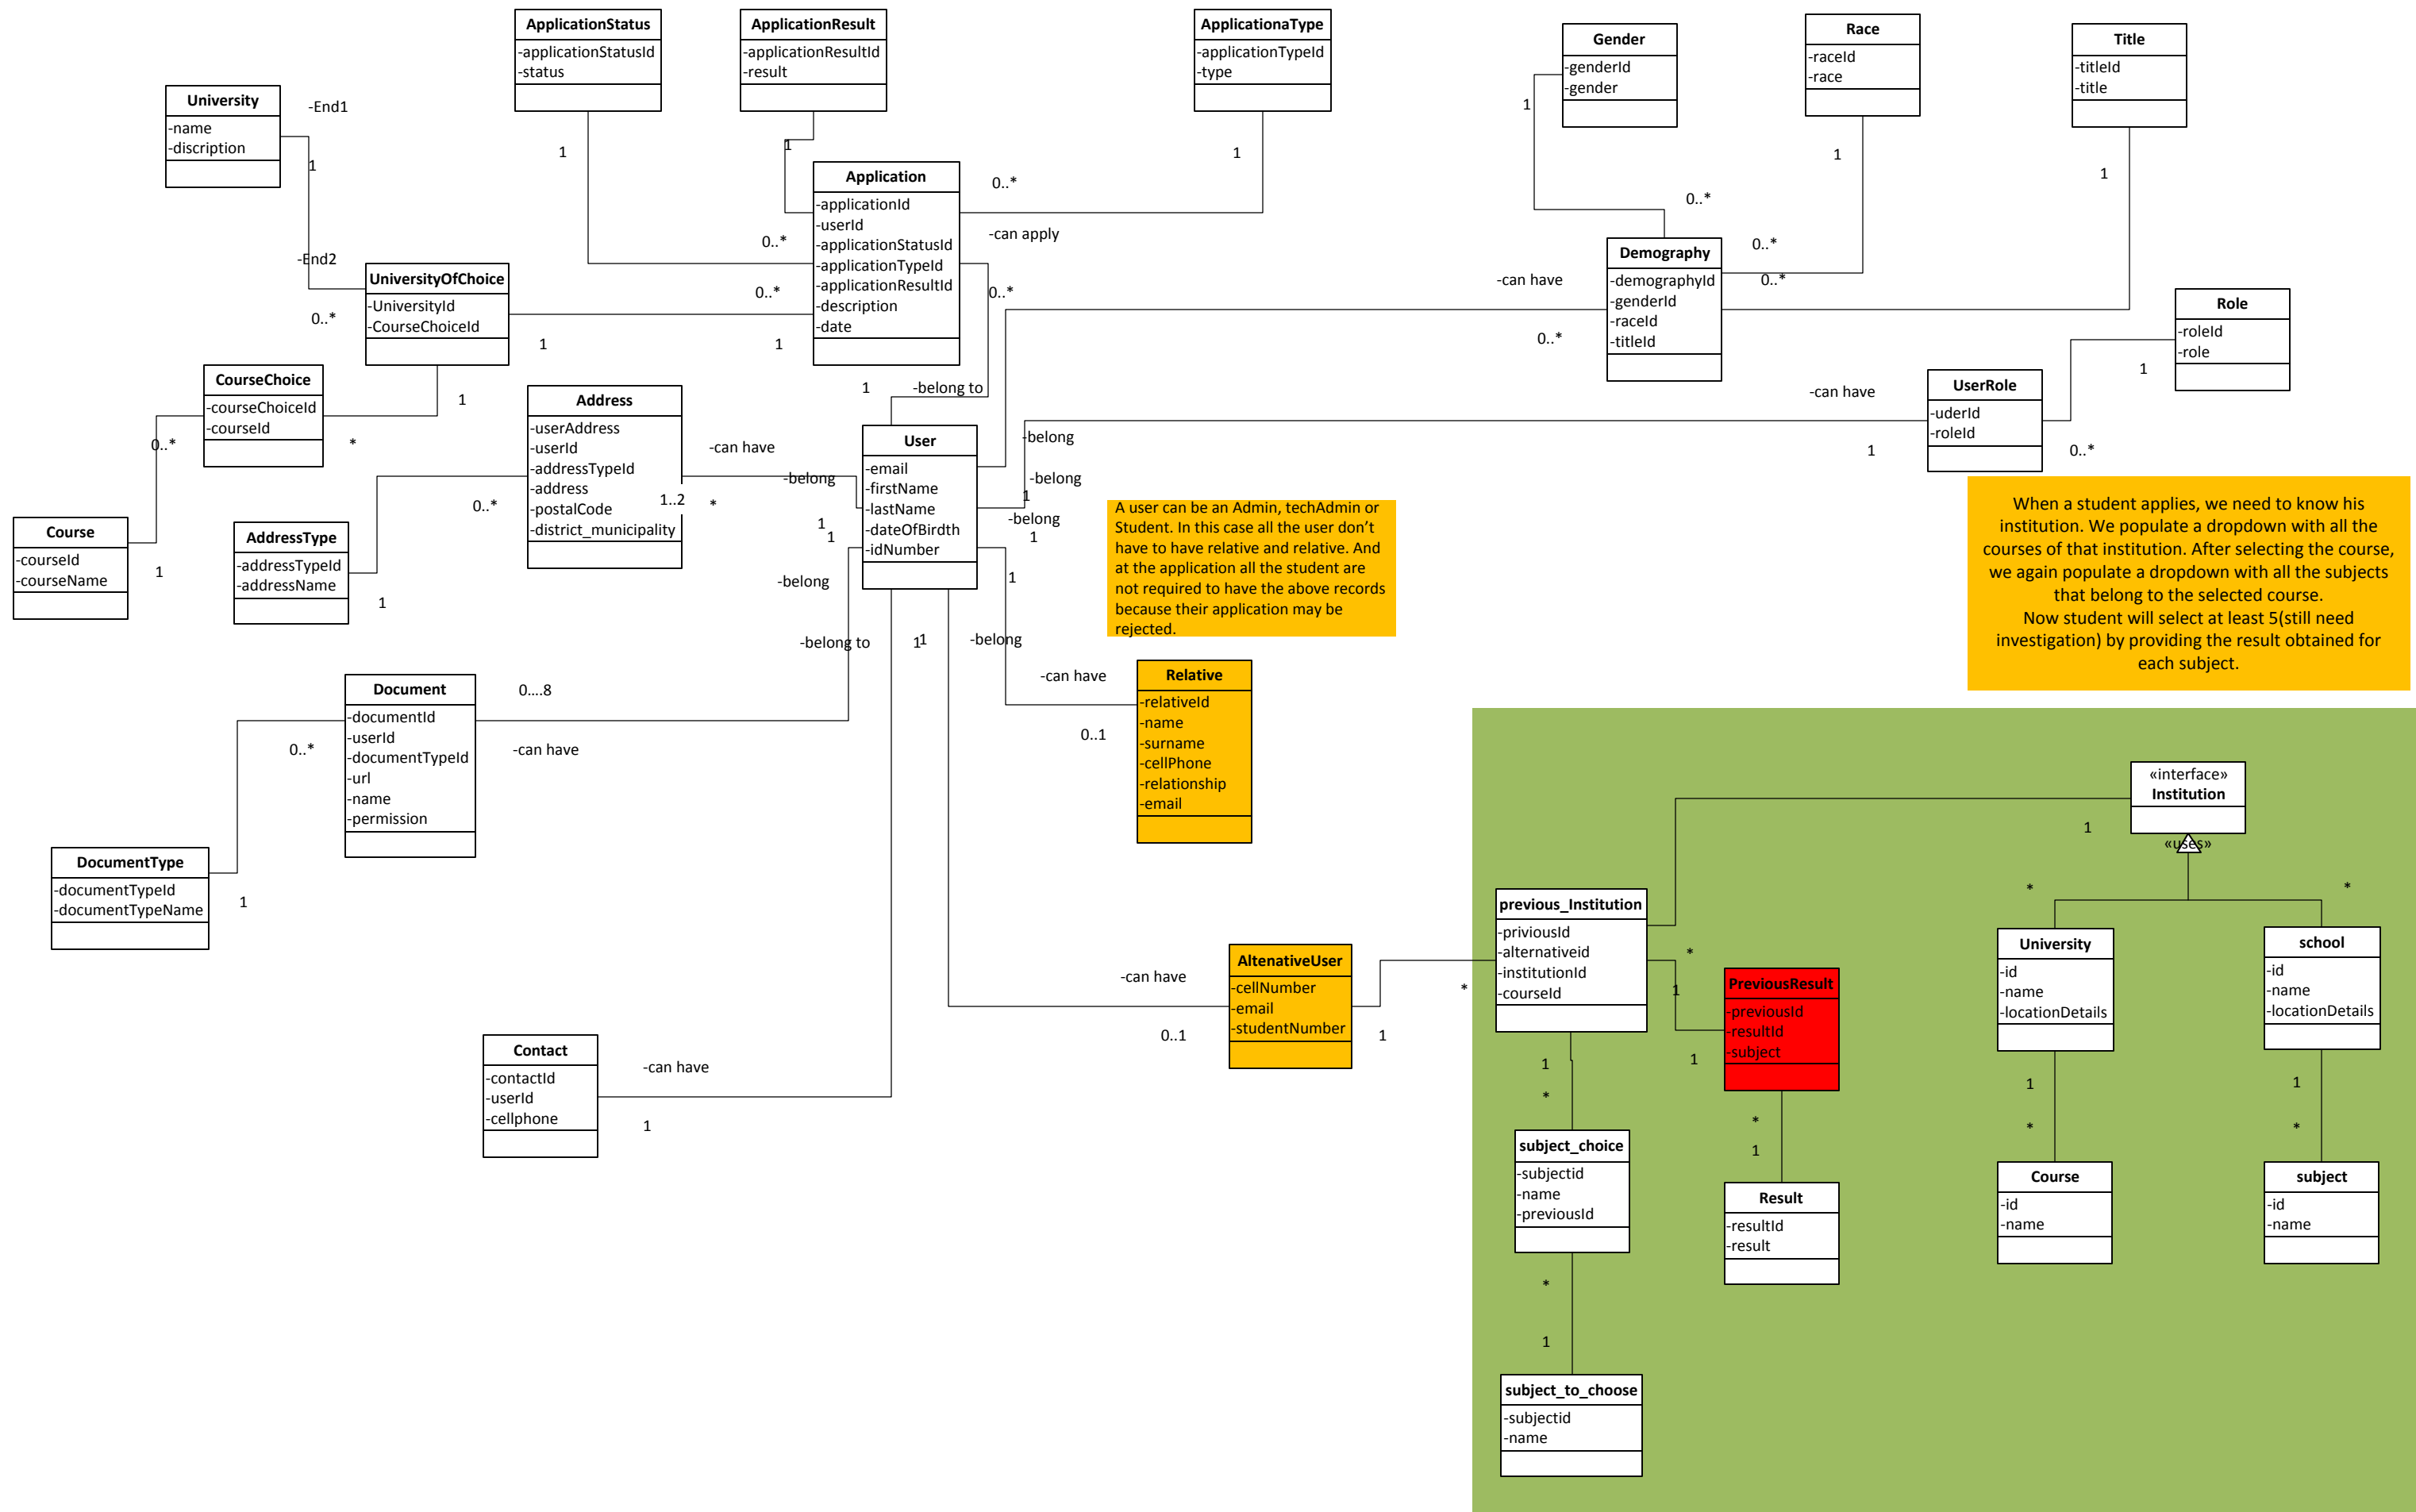 ApplicationStatus
-applicationStatusId
-status
ApplicationResult
-applicationResultId
-result
ApplicationaType
-applicationTypeId
-type
Gender
-genderId
-gender
Race
-raceId
-race
Title
-titleId
-title
University
-name
-discription
-End1
1
-End2
0..*
1
1
1
1
1
1
Application
-applicationId
-userId
-applicationStatusId
-applicationTypeId
-applicationResultId
-description
-date
0..*
-can apply
0..*
0..*
0..*
1
1
UniversityOfChoice
-UniversityId
-CourseChoiceId
1
1
Demography
-demographyId
-genderId
-raceId
-titleId
0..*
0..*
0..*
-can have
0..*
Role
-roleId
-role
1
UserRole
-uderId
-roleId
-can have
1
0..*
CourseChoice
-courseChoiceId
-courseId
0..*
*
1
Course
-courseId
-courseName
1
Address
-userAddress
-userId
-addressTypeId
-address
-postalCode
-district_municipality
0..*
1..2
*
-can have
AddressType
-addressTypeId
-addressName
1
-belong to
User
-email
-firstName
-lastName
-dateOfBirdth
-idNumber
-belong
-belong
-belong
-belong
1
1
1
1
1
-belong
-belong to
1
1
-belong
A user can be an Admin, techAdmin or
Student. In this case all the user don't
have to have relative and relative. And
at the application all the student are
not required to have the above records
because their application may be
rejected.
When a student applies, we need to know his
institution. We populate a dropdown with all the
courses of that institution. After selecting the course,
we again populate a dropdown with all the subjects
that belong to the selected course.
Now student will select at least 5(still need
investigation) by providing the result obtained for
each subject.
Document
-documentId
-userId
-documentTypeId
-url
-name
-permission
0....8
-can have
0..*
DocumentType
-documentTypeId
-documentTypeName
1
Relative
-relativeId
-name
-surname
-cellPhone
-relationship
-email
-can have
0..1
Contact
-contactId
-userId
-cellphone
-can have
1
AltenativeUser
-cellNumber
-email
-studentNumber
-can have
0..1
1
«interface»
Institution
«uses»
1
*
*
previous_Institution
-priviousId
-alternativeid
-institutionId
-courseId
*
*
1
1
PreviousResult
-previousId
-resultId
-subject
University
-id
-name
-locationDetails
school
-id
-name
-locationDetails
1
*
1
*
1
*
*
1
subject_choice
-subjectid
-name
-previousId
Result
-resultId
-result
Course
-id
-name
subject
-id
-name
*
1
subject_to_choose
-subjectid
-name